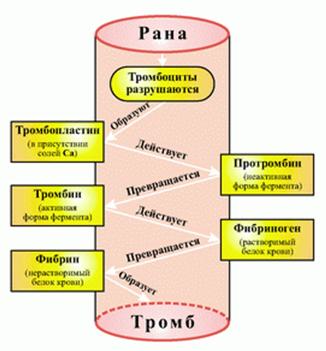 Рана
Тромбоциты
разрушаются
Образуют
Тромбопластин
(в присутствии
солей Ca)
Действует
Протромбин
(неактивная
форма фермента)
Превращается
Тромбин
(активная
форма фермента)
Действует
Фибриноген
(растворимый
белок крови)
Превращается
Фибрин
(нерастворимый
белок крови)
Образует
Тромб